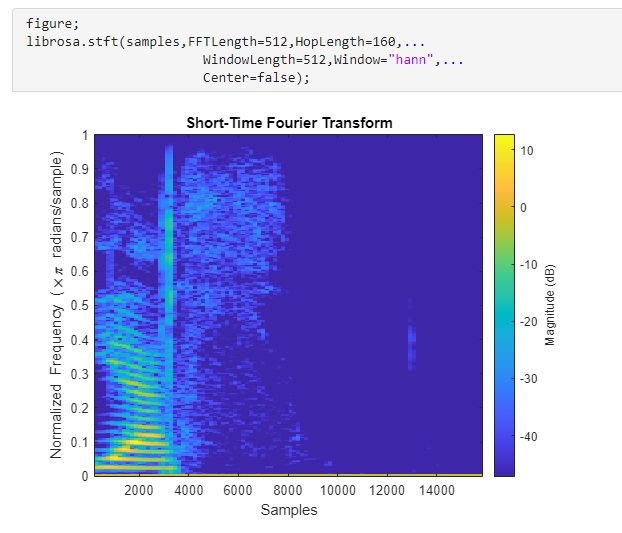 figure;
librosa.stft(samples,FFTLength=512,HopLength=160,...
WindowLength=512,Window="hann",...
Center=false);
Short-Time Fourier Transform
1
0.9
0.8
0.7
0.6
0.5
0.4
0.3
0.2
0.1
0
Normalized Frequency (×π radians/sample)
2000 4000 6000 8000 10000 12000 14000
Samples
10
0
-10
-20
-30
-40
Magnitude (dB)